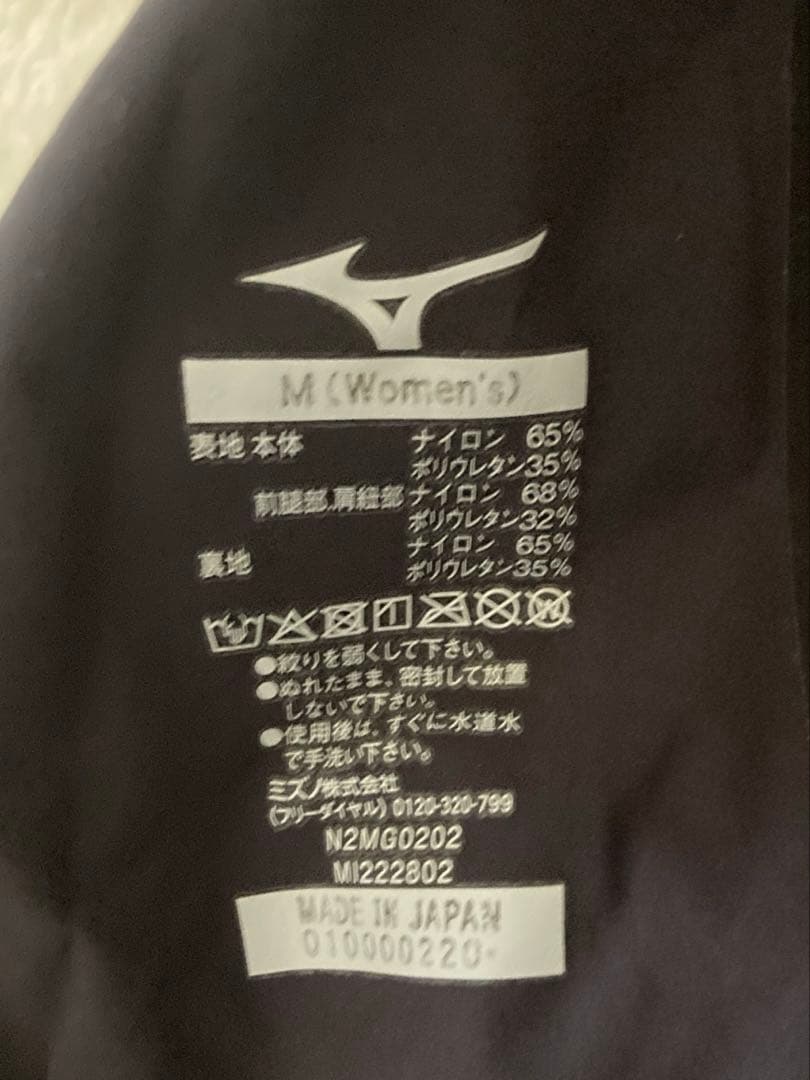 M(Women's)
表地 本体 ナイロン 65%
ポリウレタン35%
前腿部.肩紐部 ナイロン 68%
ポリウレタン32%
裏地 ナイロン 65%
ポリウレタン35%
●絞りを弱くして下さい。
●ぬれたまま、密封して放置
しないで下さい。
●使用後は、すぐに水道水
で手洗い下さい。
ミズノ株式会社
(フリーダイヤル) 0120-320-799
N2MG0202
MI222802
MADE IN JAPAN
010000220-